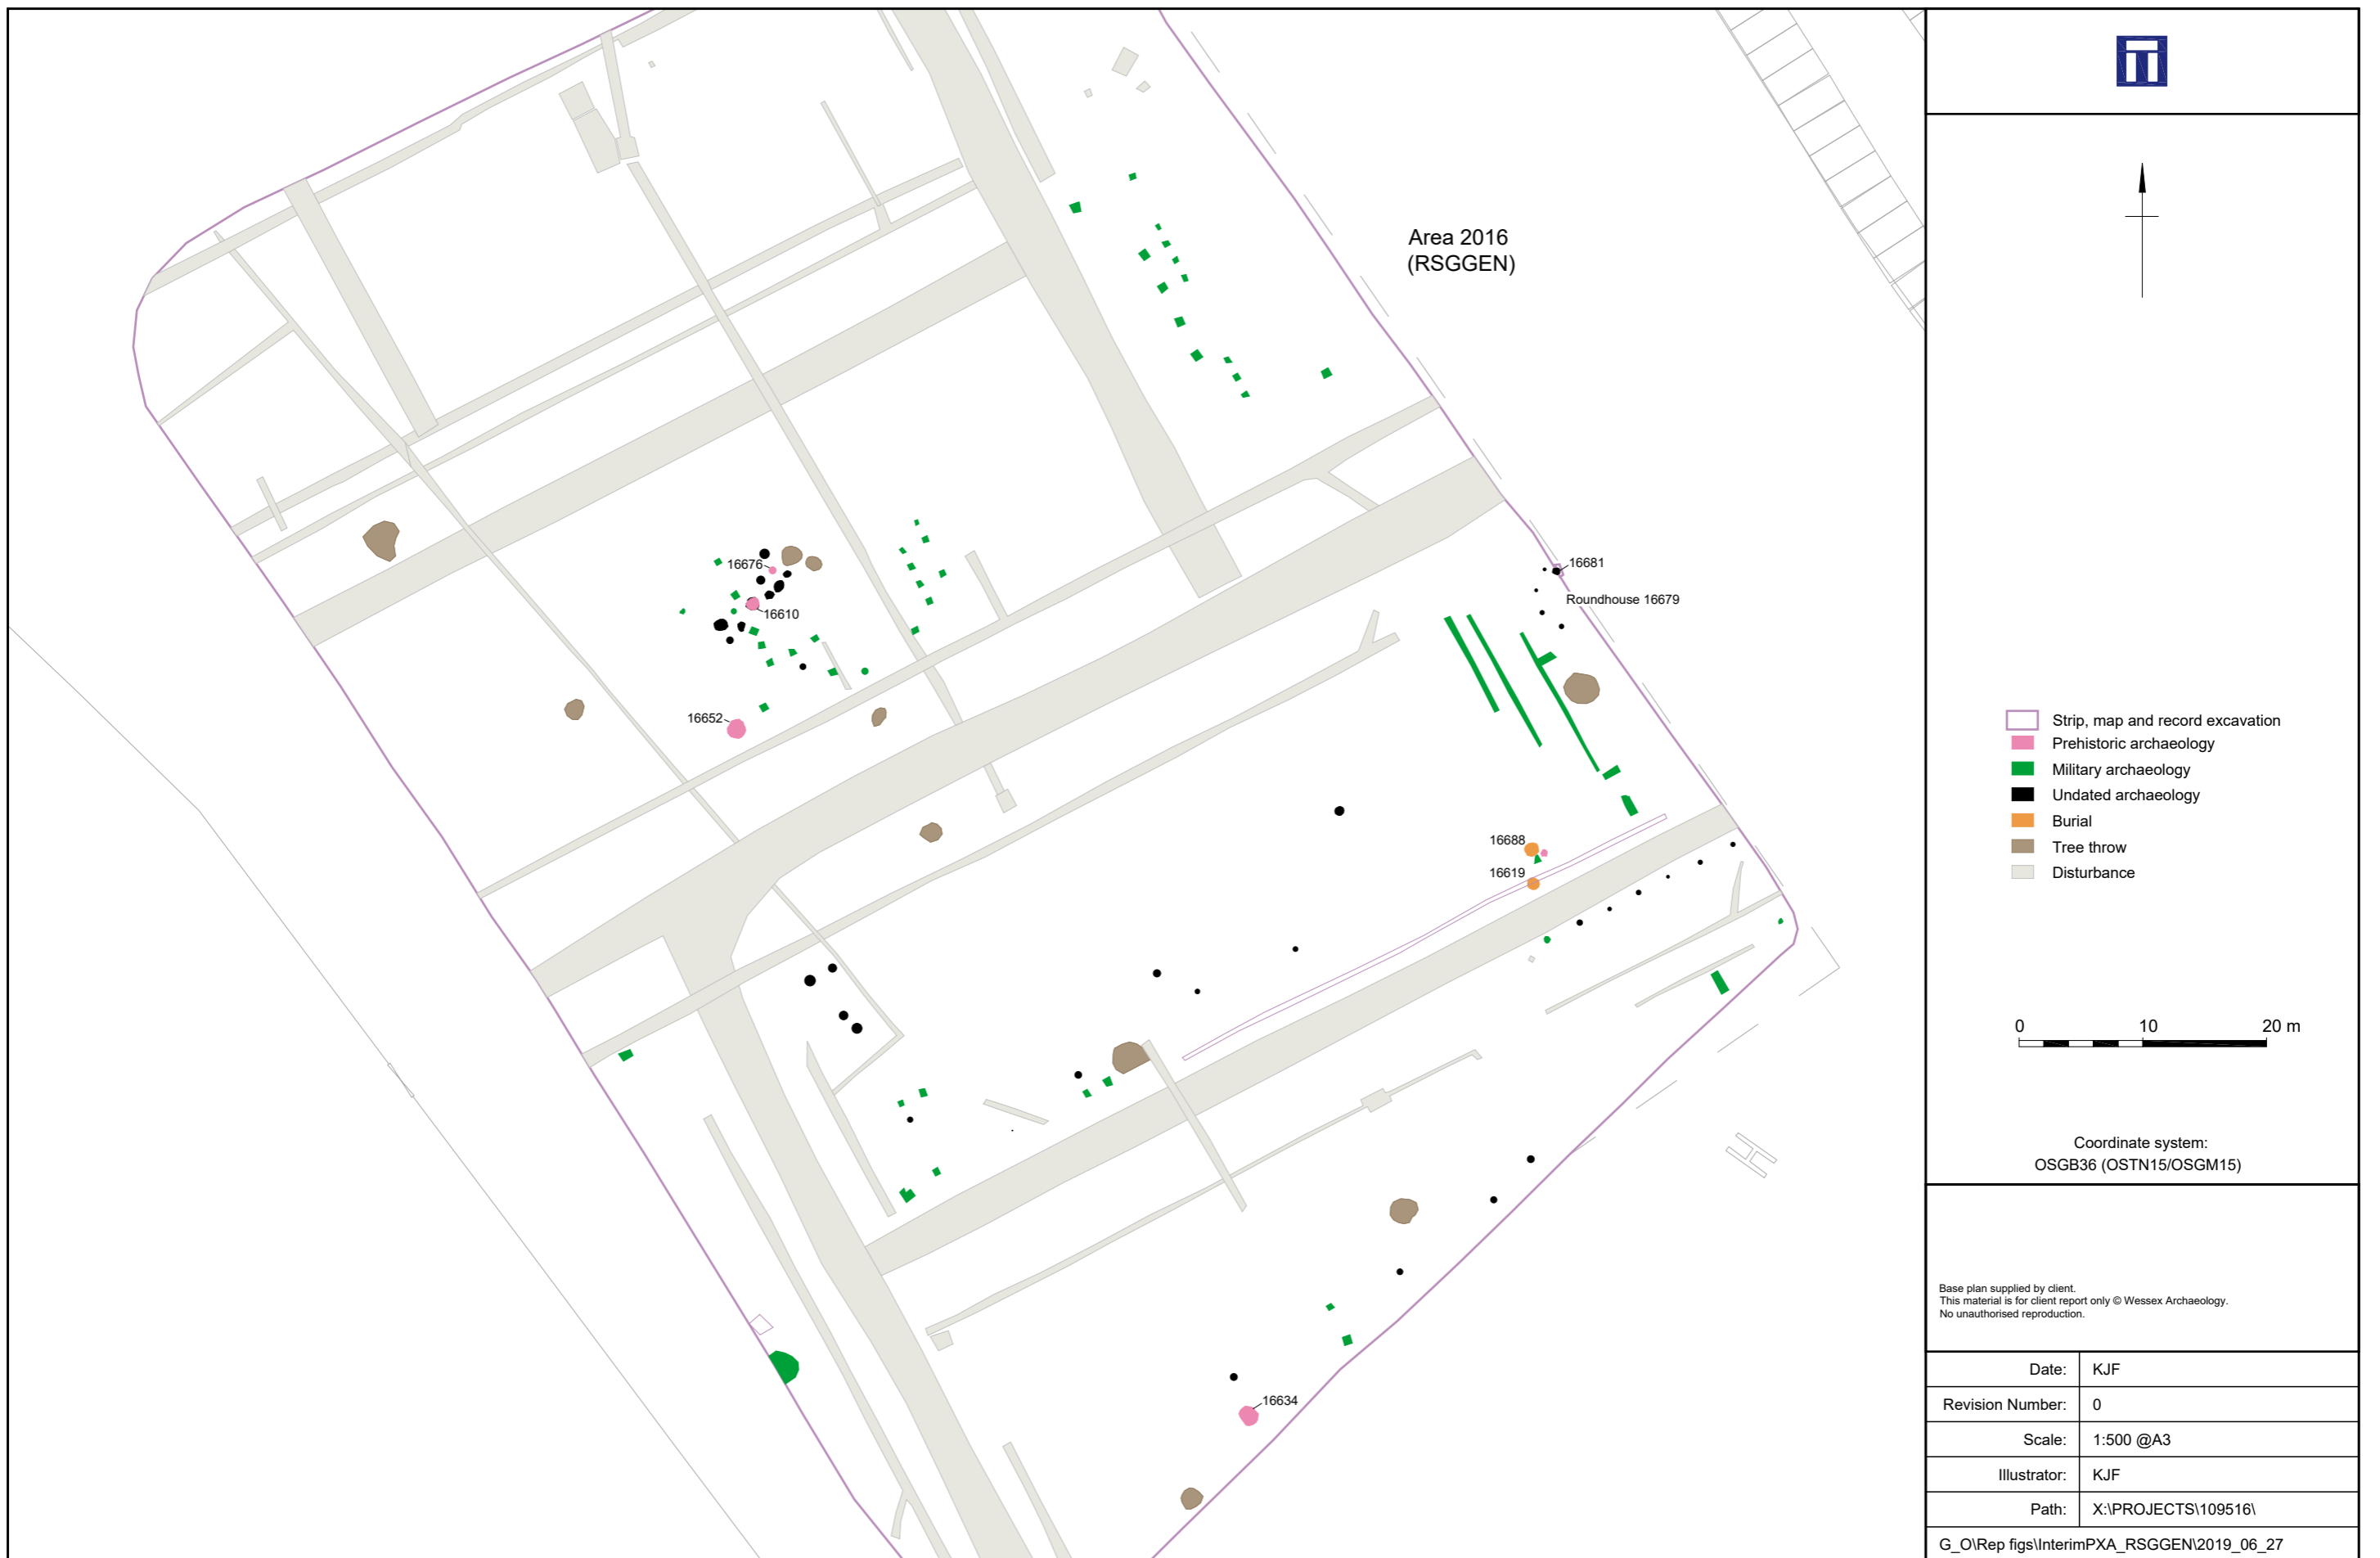 Area 2016
(RSGGEN)
16676
16610
16652
16681
Roundhouse 16679
16688
16619
16634
Strip, map and record excavation
Prehistoric archaeology
Military archaeology
Undated archaeology
Burial
Tree throw
Disturbance
0 10 20 m
Coordinate system:
OSGB36 (OSTN15/OSGM15)
Base plan supplied by client.
This material is for client report only © Wessex Archaeology.
No unauthorised reproduction.
Date: KJF
Revision Number: 0
Scale: 1:500 @A3
Illustrator: KJF
Path: X:\PROJECTS\109516\
G_O\Rep figs\InterimPXA_RSGGEN\2019_06_27